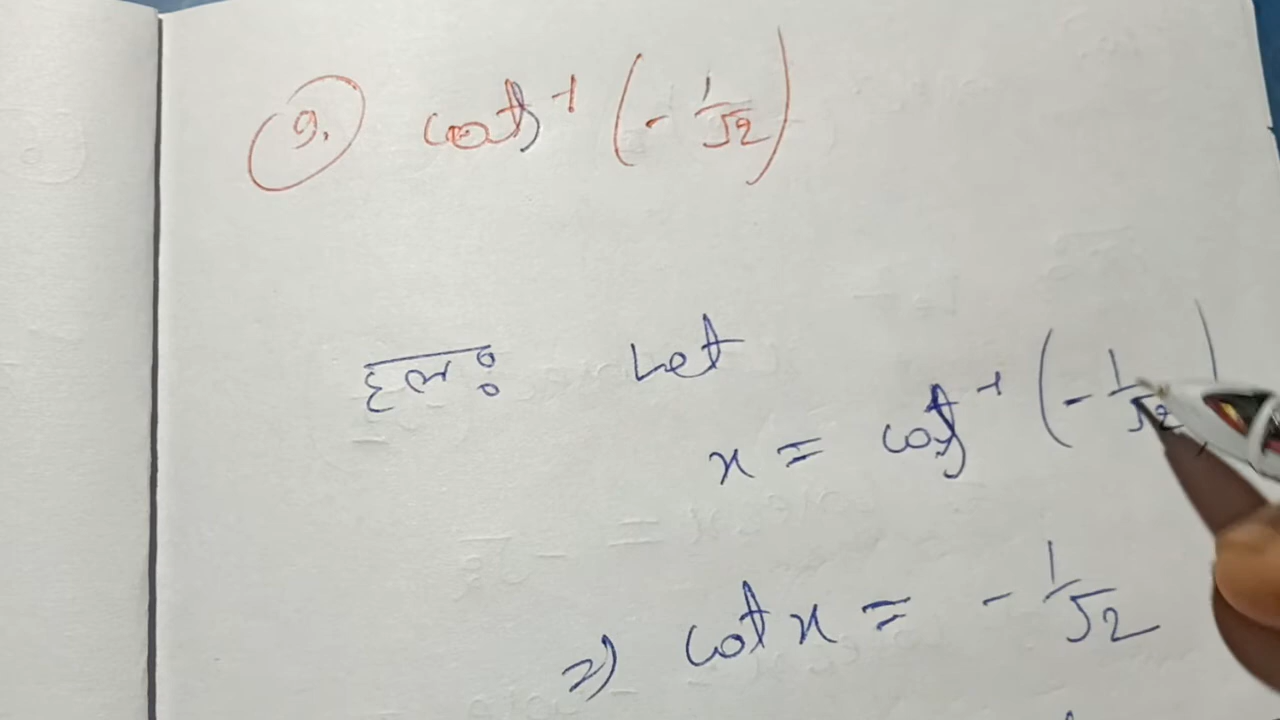 9. cot⁻¹ (- 1/√2)
हल: Let
x = cot⁻¹ (- 1/√2)
⇒) cot x = - 1/√2